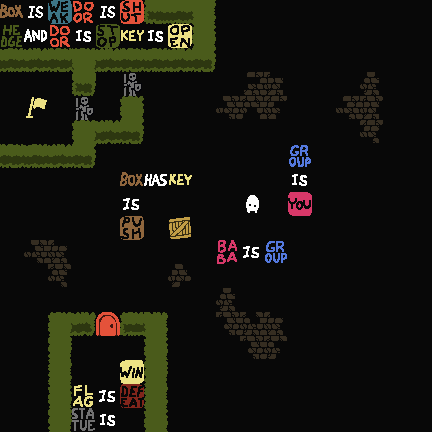 BOX IS WEAK DOOR IS SHUT
HEDGE AND DOOR IS STOP KEY IS OPEN
GROUP
BOX HAS KEY IS
IS YOU
PUSH
BABA IS GROUP
WIN
FLAG IS DEFEAT
STATUE IS